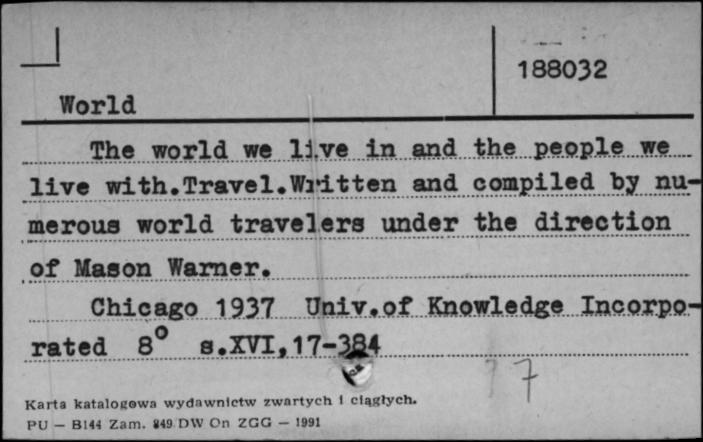 188032
World
The world we live in and the people we
live with.Travel.Written and compiled by nu-
merous world travelers under the direction
of Mason Warner.
Chicago 1937 Univ.of Knowledge Incorpo-
rated 8° s.XVI,17-384
7
Karta katalogowa wydawnictw zwartych i ciągłych.
PU — B144 Zam. 849 DW On ZGG — 1991